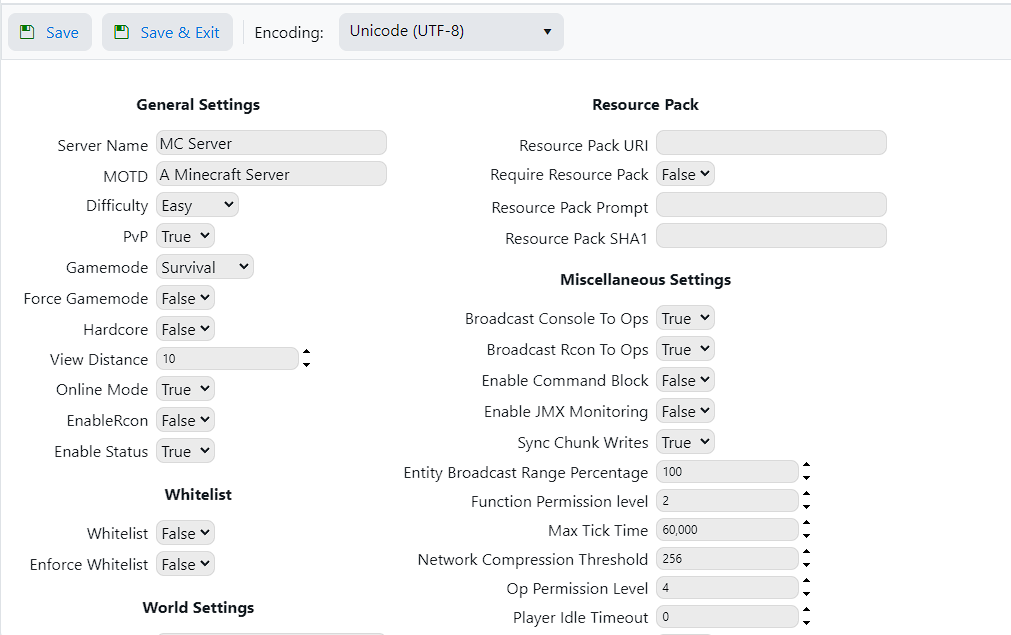 Save
Save & Exit
Encoding:
Unicode (UTF-8)
General Settings
Server Name MC Server
MOTD A Minecraft Server
Difficulty Easy
PvP True
Gamemode Survival
Force Gamemode False
Hardcore False
View Distance 10
Online Mode True
EnableRcon False
Enable Status True
Whitelist
Whitelist False
Enforce Whitelist False
World Settings
Resource Pack
Resource Pack URI
Require Resource Pack False
Resource Pack Prompt
Resource Pack SHA1
Miscellaneous Settings
Broadcast Console To Ops True
Broadcast Rcon To Ops True
Enable Command Block False
Enable JMX Monitoring False
Sync Chunk Writes True
Entity Broadcast Range Percentage 100
Function Permission level 2
Max Tick Time 60,000
Network Compression Threshold 256
Op Permission Level 4
Player Idle Timeout 0